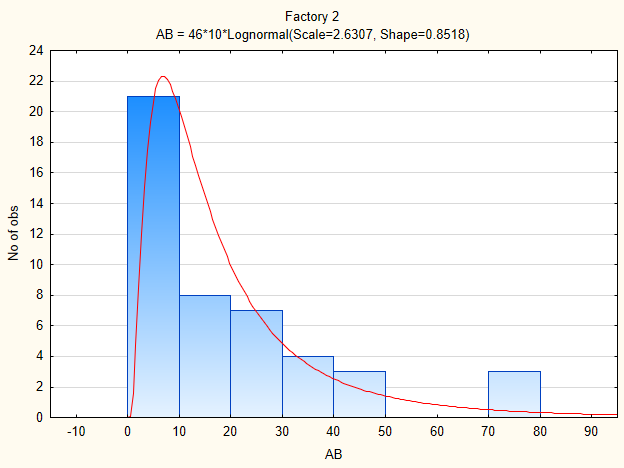 Factory 2
AB = 46*10*Lognormal(Scale=2.6307, Shape=0.8518)
24
22
20
18
16
14
12
10
8
6
4
2
0
No of obs
-10 0 10 20 30 40 50 60 70 80 90
AB